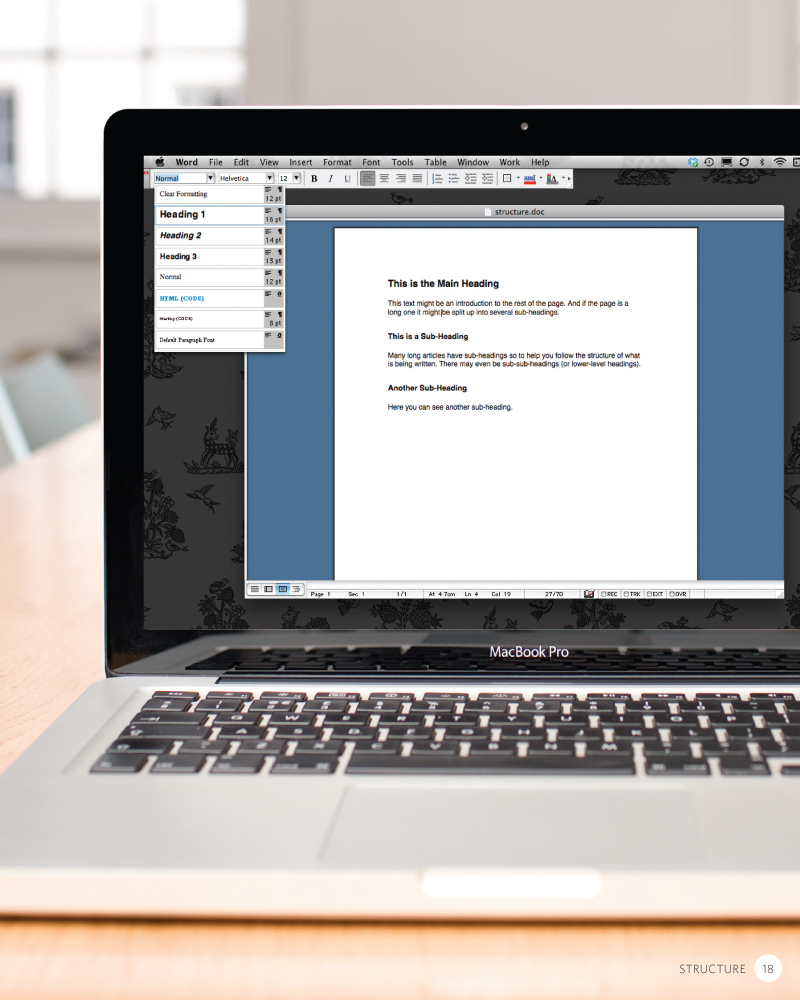 Word File Edit View Insert Format Font Tools Table Window Work Help
Normal Helvetica 12 B I U
Clear Formatting
12 pt
Heading 1
16 pt
Heading 2
14 pt
Heading 3
13 pt
Normal
12 pt
HTML (CODE)
a
Markup (CODE)
8 pt
Default Paragraph Font
a
structure.doc
This is the Main Heading
This text might be an introduction to the rest of the page. And if the page is a
long one it might be split up into several sub-headings.
This is a Sub-Heading
Many long articles have sub-headings so to help you follow the structure of what
is being written. There may even be sub-sub-headings (or lower-level headings).
Another Sub-Heading
Here you can see another sub-heading.
Page 1 Sec 1 1/1 At 4.7cm Ln 4 Col 19 27/70 REC TRK EXT OVR
MacBook Pro
Q W E R T Y U I O P
A S D F G H J K L
Z X C V B N M
STRUCTURE 18